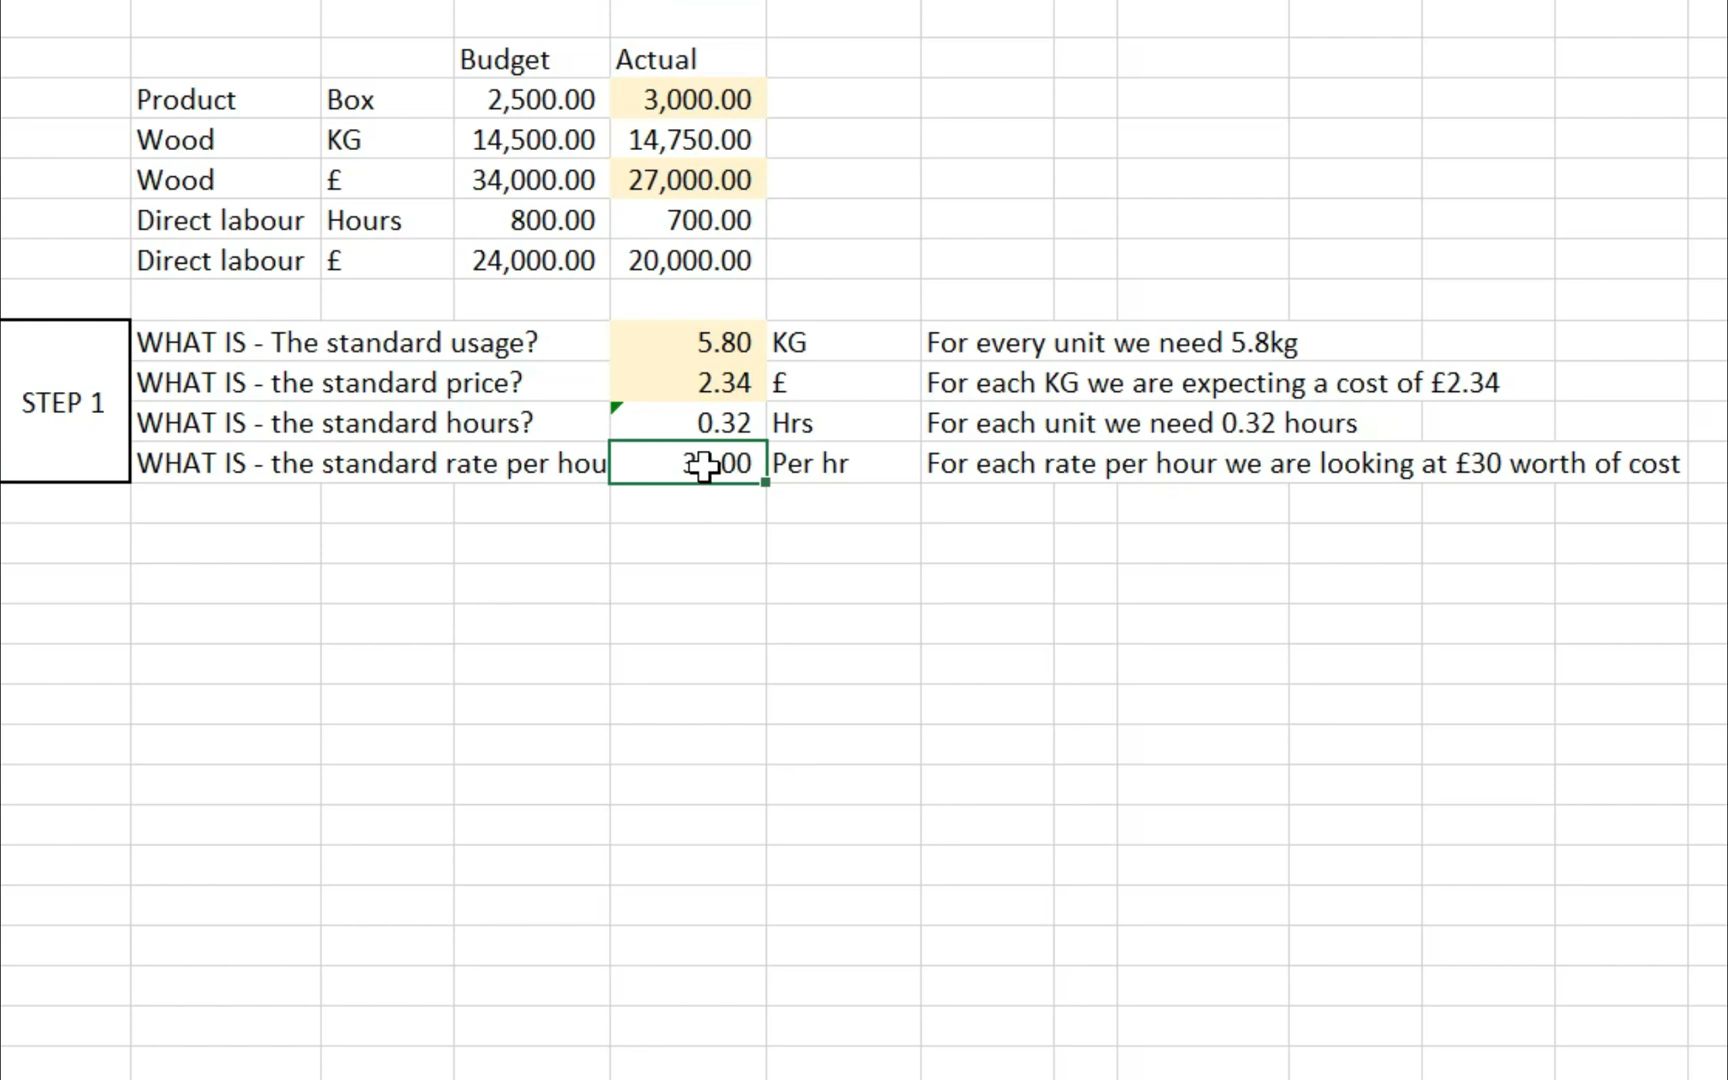 Budget Actual
Product Box 2,500.00 3,000.00
Wood KG 14,500.00 14,750.00
Wood £ 34,000.00 27,000.00
Direct labour Hours 800.00 700.00
Direct labour £ 24,000.00 20,000.00
STEP 1
WHAT IS - The standard usage? 5.80 KG For every unit we need 5.8kg
WHAT IS - the standard price? 2.34 £ For each KG we are expecting a cost of £2.34
WHAT IS - the standard hours? 0.32 Hrs For each unit we need 0.32 hours
WHAT IS - the standard rate per hou Per hr For each rate per hour we are looking at £30 worth of cost